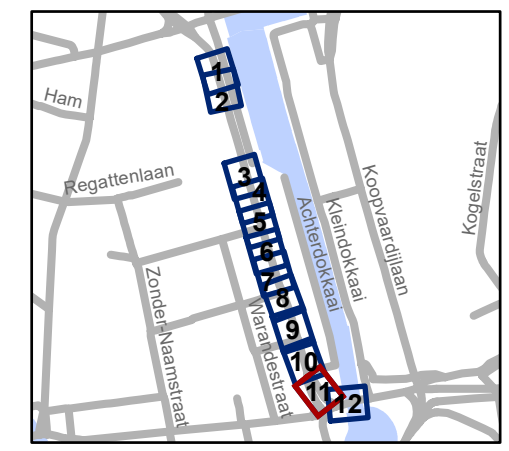 1
2
Ham
Regattenlaan
3
4
5
6
7
8
9
10
11
12
Zonder-Naamstraat
Warandestraat
Achterdokkaai
Kleindokkaai
Koopvaardijlaan
Kogelstraat